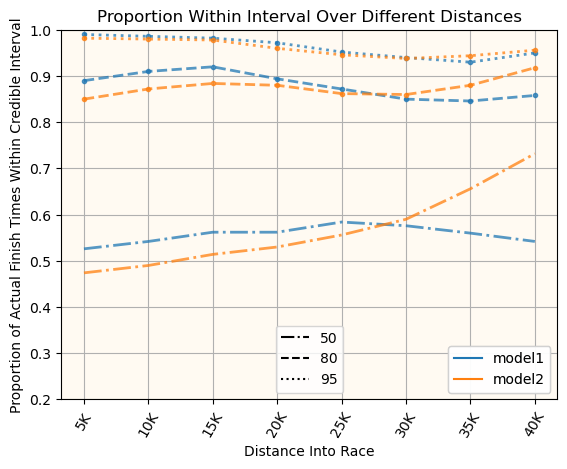 Proportion Within Interval Over Different Distances
Proportion of Actual Finish Times Within Credible Interval
1.0
0.9
0.8
0.7
0.6
0.5
0.4
0.3
0.2
50
80
95
model1
model2
5K
10K
15K
20K
25K
30K
35K
40K
Distance Into Race